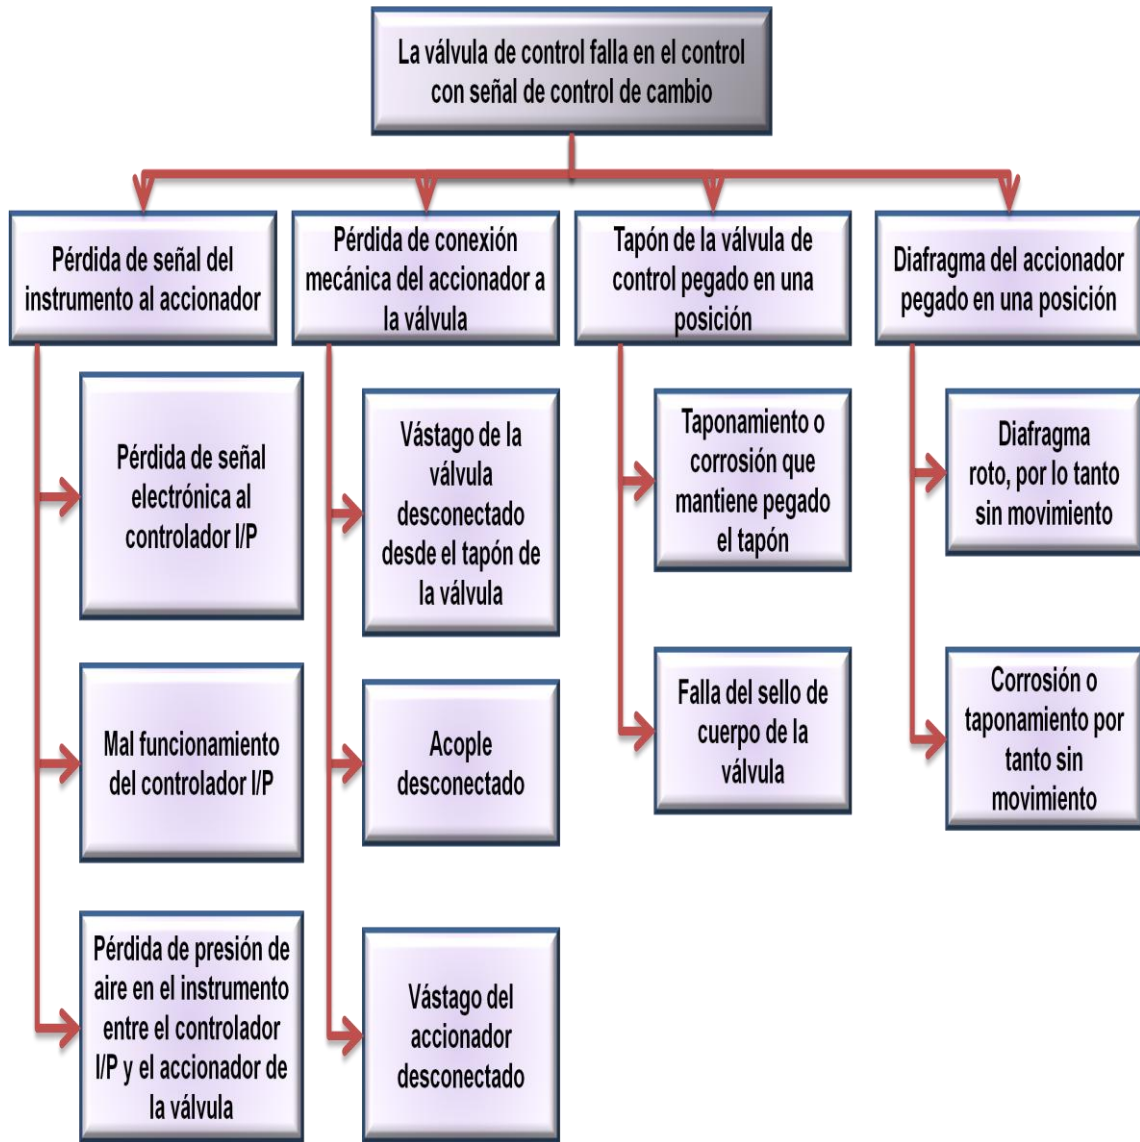 La válvula de control falla en el control
con señal de control de cambio
Pérdida de señal del
instrumento al accionador
Pérdida de conexión
mecánica del accionador a
la válvula
Tapón de la válvula de
control pegado en una
posición
Diafragma del accionador
pegado en una posición
Pérdida de señal
electrónica al
controlador I/P
Mal funcionamiento
del controlador I/P
Pérdida de presión de
aire en el instrumento
entre el controlador
I/P y el accionador de
la válvula
Vástago de la
válvula
desconectado
desde el tapón de
la válvula
Acople
desconectado
Vástago del
accionador
desconectado
Taponamiento o
corrosión que
mantiene pegado
el tapón
Falla del sello de
cuerpo de la
válvula
Diafragma
roto, por lo tanto
sin movimiento
Corrosión o
taponamiento por
tanto sin
movimiento